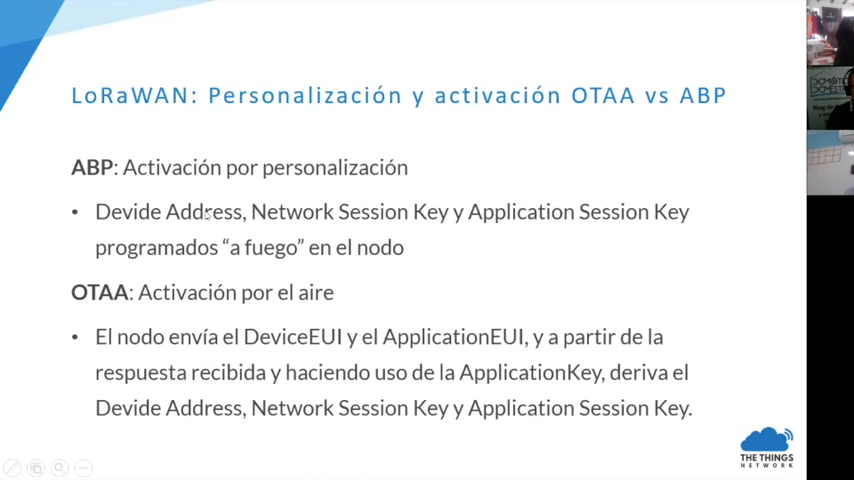 LoRaWAN: Personalización y activación OTAA vs ABP
ABP: Activación por personalización
• Devide Address, Network Session Key y Application Session Key
programados “a fuego” en el nodo
OTAA: Activación por el aire
• El nodo envía el DeviceEUI y el ApplicationEUI, y a partir de la
respuesta recibida y haciendo uso de la ApplicationKey, deriva el
Devide Address, Network Session Key y Application Session Key.
THE THINGS
NETWORK